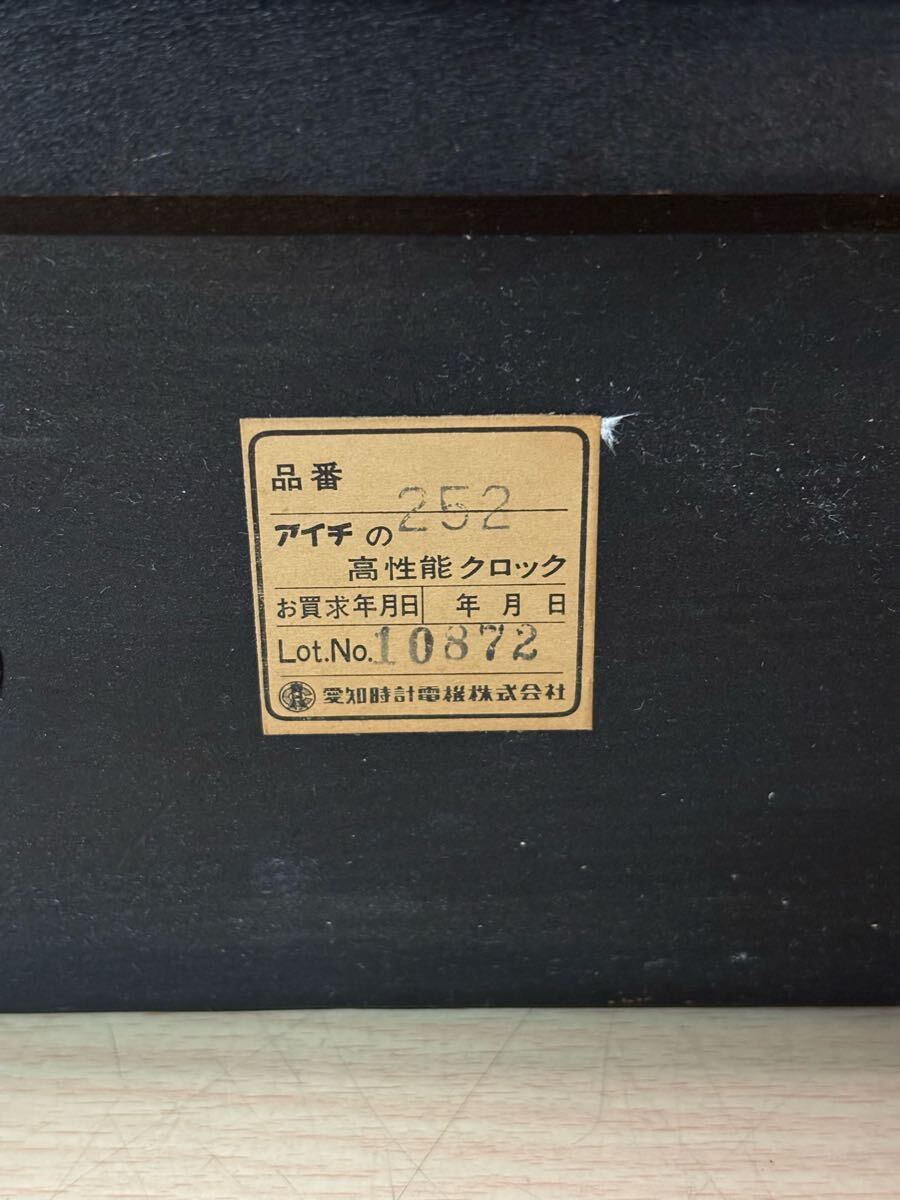 品番 252
アイチの
高性能クロック
お買求年月日 年 月 日
Lot.No. 10872
愛知時計電機株式会社